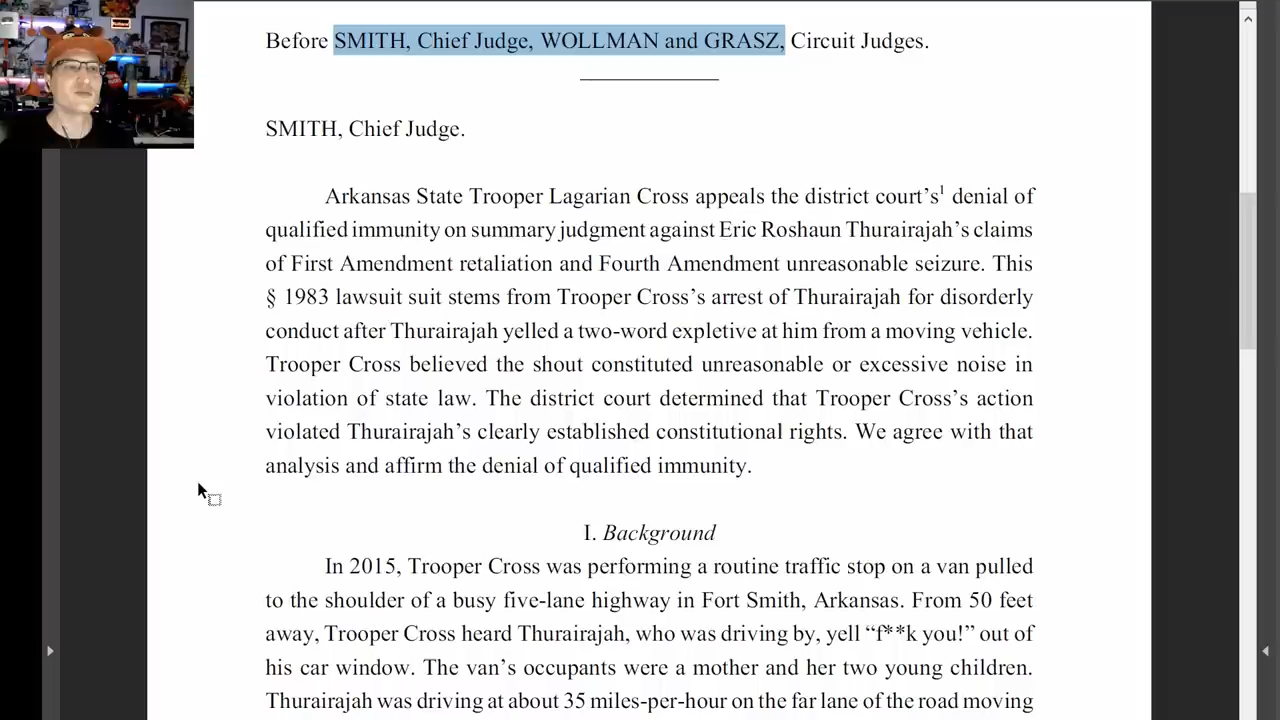 Before SMITH, Chief Judge, WOLLMAN and GRASZ, Circuit Judges.
SMITH, Chief Judge.
Arkansas State Trooper Lagarian Cross appeals the district court’s1 denial of
qualified immunity on summary judgment against Eric Roshaun Thurairajah’s claims
of First Amendment retaliation and Fourth Amendment unreasonable seizure. This
§ 1983 lawsuit suit stems from Trooper Cross’s arrest of Thurairajah for disorderly
conduct after Thurairajah yelled a two-word expletive at him from a moving vehicle.
Trooper Cross believed the shout constituted unreasonable or excessive noise in
violation of state law. The district court determined that Trooper Cross’s action
violated Thurairajah’s clearly established constitutional rights. We agree with that
analysis and affirm the denial of qualified immunity.
I. Background
In 2015, Trooper Cross was performing a routine traffic stop on a van pulled
to the shoulder of a busy five-lane highway in Fort Smith, Arkansas. From 50 feet
away, Trooper Cross heard Thurairajah, who was driving by, yell “f**k you!” out of
his car window. The van’s occupants were a mother and her two young children.
Thurairajah was driving at about 35 miles-per-hour on the far lane of the road moving